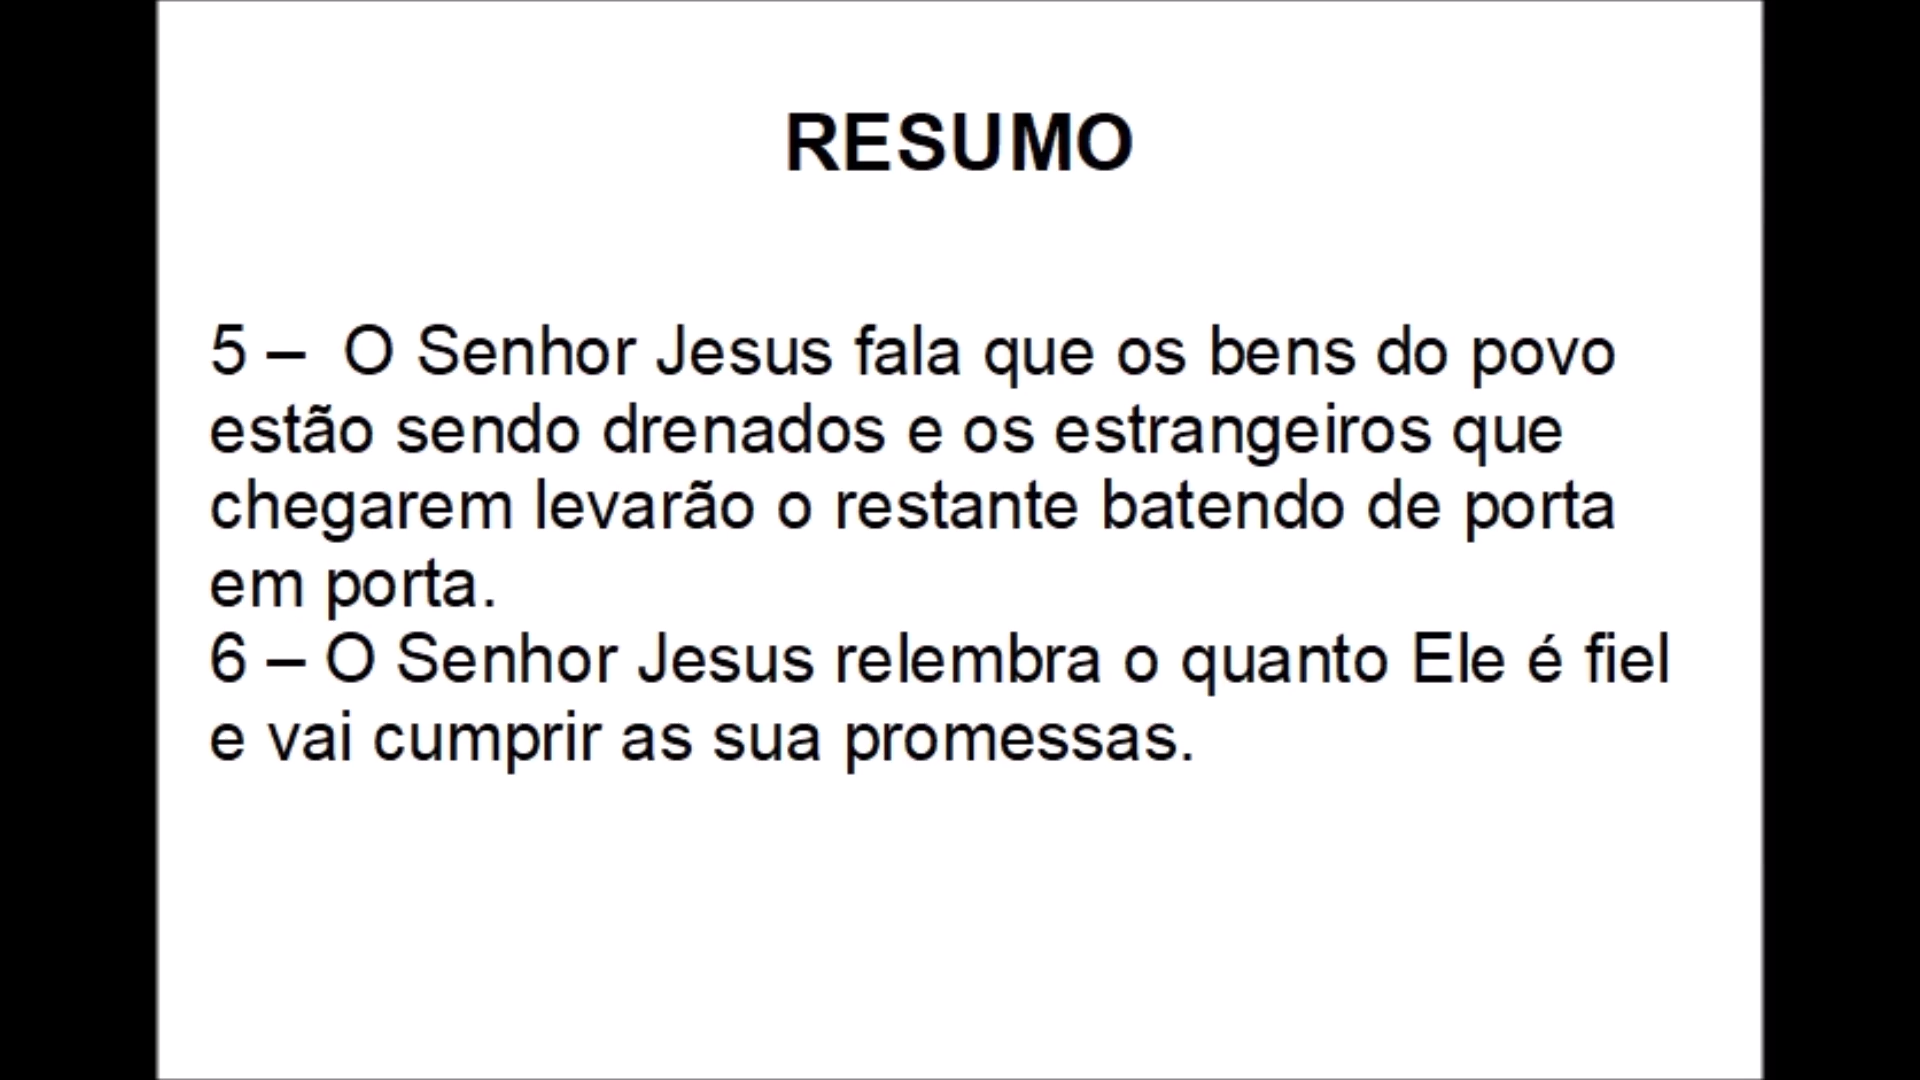 RESUMO
5 –  O Senhor Jesus fala que os bens do povo
estão sendo drenados e os estrangeiros que
chegarem levarão o restante batendo de porta
em porta.
6 – O Senhor Jesus relembra o quanto Ele é fiel
e vai cumprir as sua promessas.